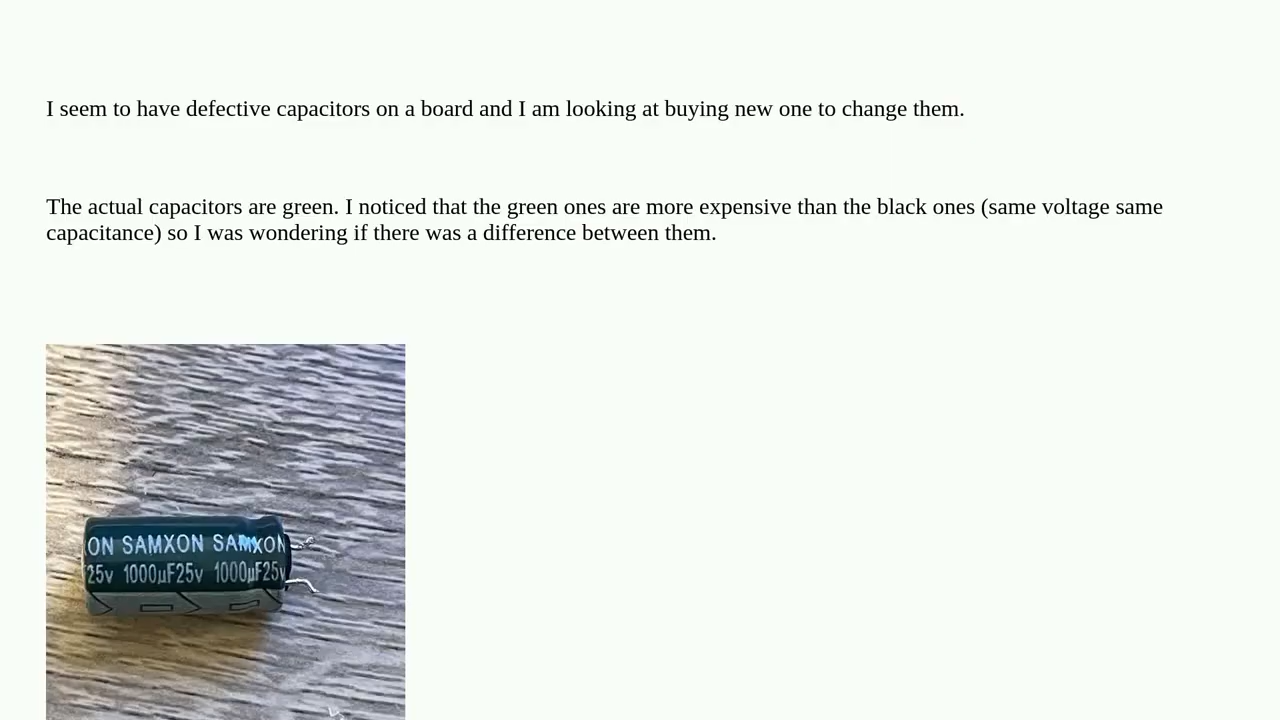 I seem to have defective capacitors on a board and I am looking at buying new one to change them.
The actual capacitors are green. I noticed that the green ones are more expensive than the black ones (same voltage same
capacitance) so I was wondering if there was a difference between them.
ON SAMXON SAMXON
25v 1000µF25v 1000µF25v